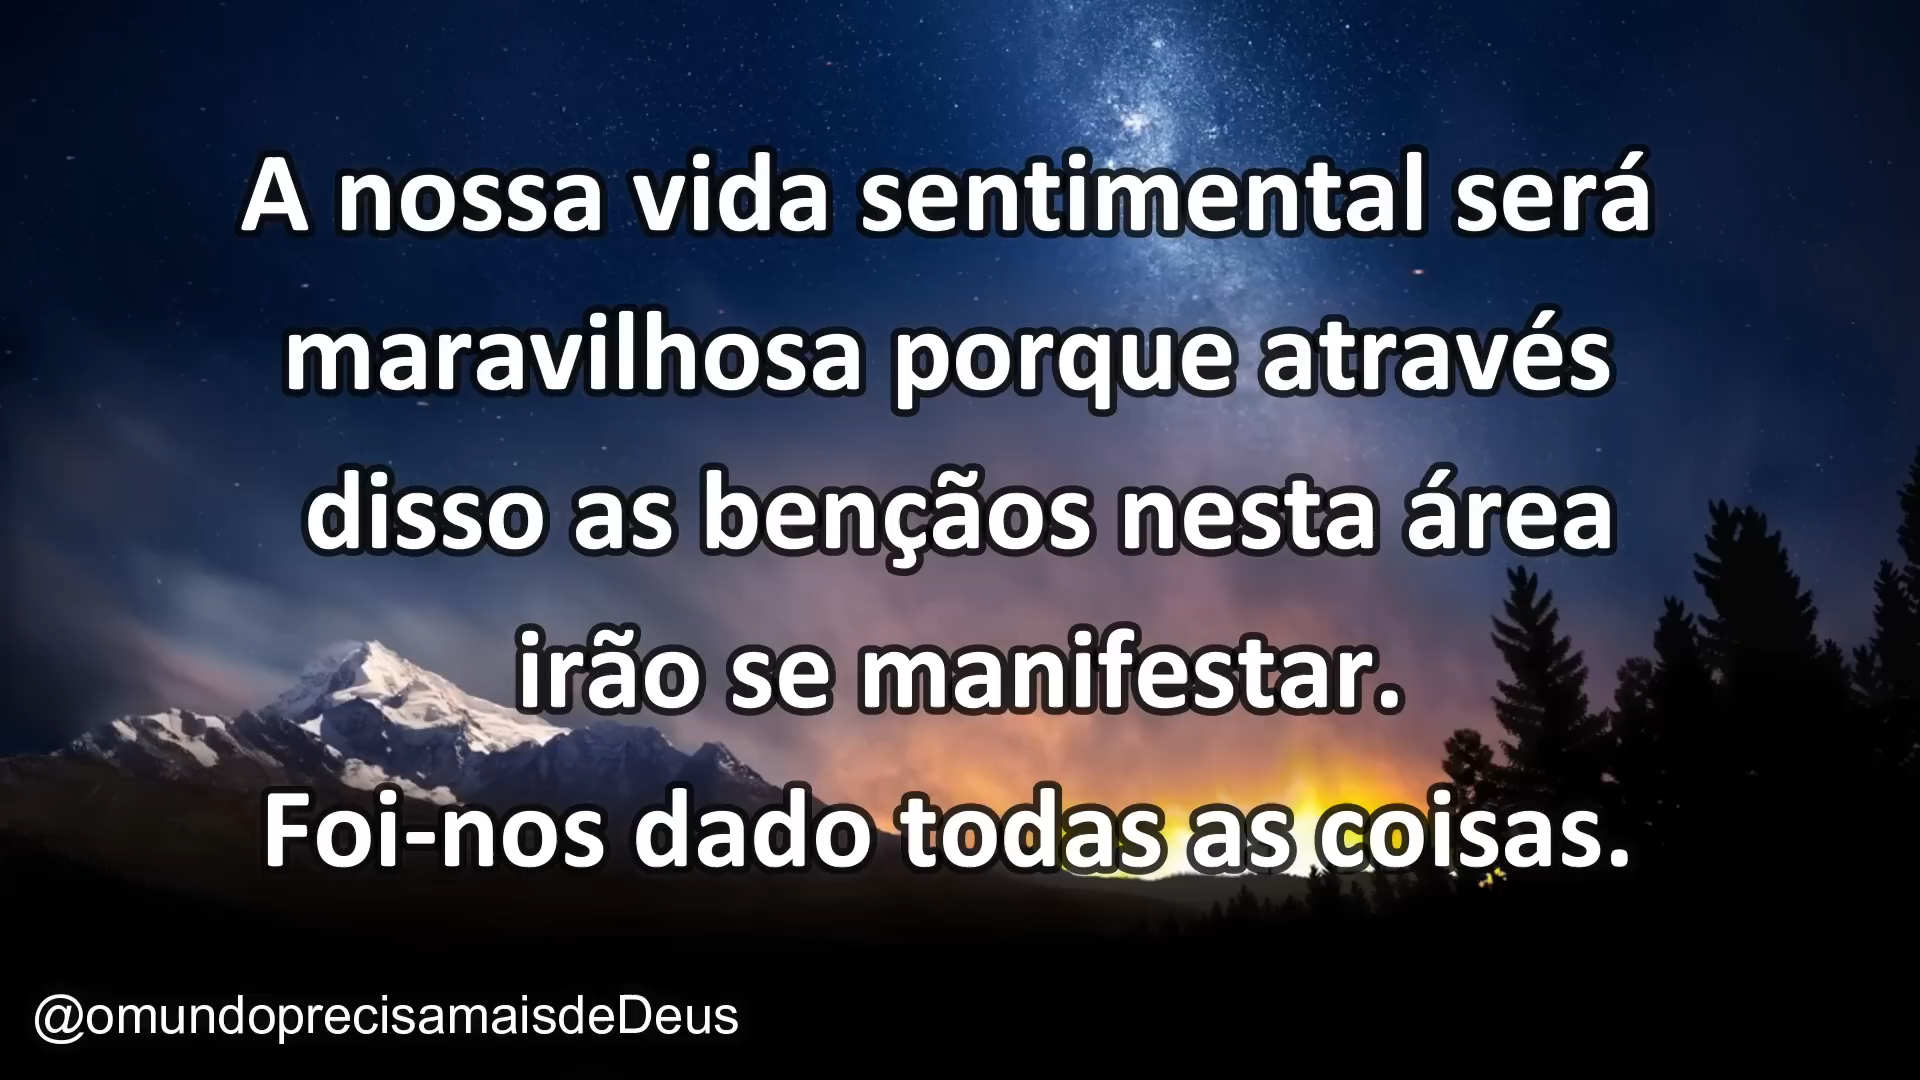 A nossa vida sentimental será
maravilhosa porque através
disso as bençãos nesta área
irão se manifestar.
Foi-nos dado todas as coisas.
@omundoprecisamaisdeDeus